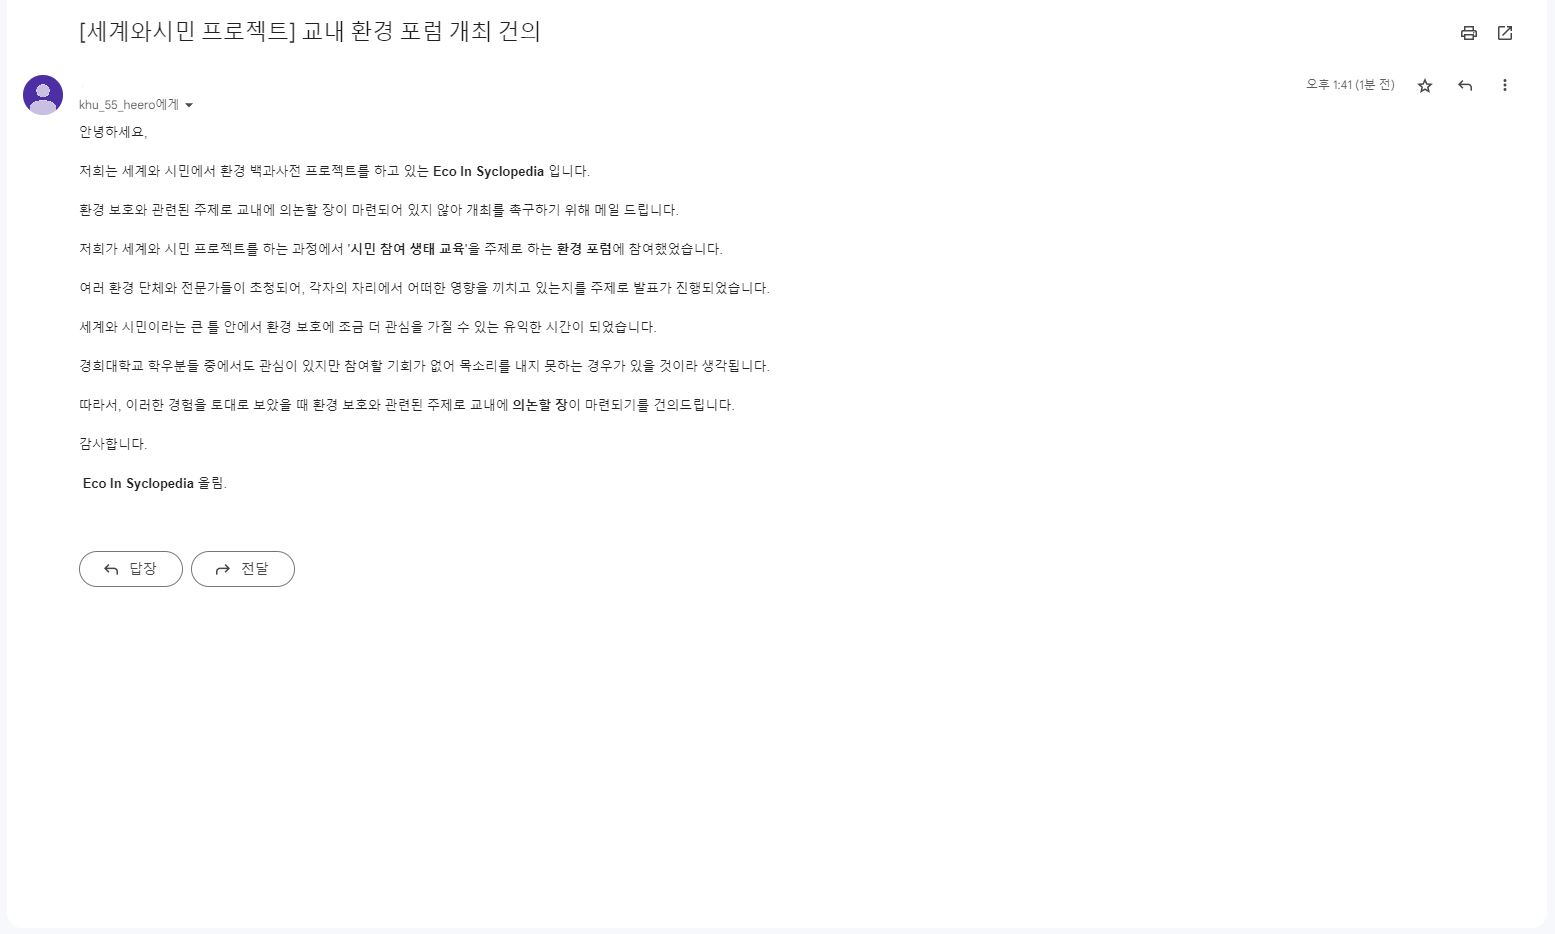 [세계와시민 프로젝트] 교내 환경 포럼 개최 건의
오후 1:41 (1분 전)
khu_55_heero에게
안녕하세요,
저희는 세계와 시민에서 환경 백과사전 프로젝트를 하고 있는 Eco In Syclopedia 입니다.
환경 보호와 관련된 주제로 교내에 의논할 장이 마련되어 있지 않아 개최를 촉구하기 위해 메일 드립니다.
저희가 세계와 시민 프로젝트를 하는 과정에서 '시민 참여 생태 교육'을 주제로 하는 환경 포럼에 참여했었습니다.
여러 환경 단체와 전문가들이 초청되어, 각자의 자리에서 어떠한 영향을 끼치고 있는지를 주제로 발표가 진행되었습니다.
세계와 시민이라는 큰 틀 안에서 환경 보호에 조금 더 관심을 가질 수 있는 유익한 시간이 되었습니다.
경희대학교 학우분들 중에서도 관심이 있지만 참여할 기회가 없어 목소리를 내지 못하는 경우가 있을 것이라 생각됩니다.
따라서, 이러한 경험을 토대로 보았을 때 환경 보호와 관련된 주제로 교내에 의논할 장이 마련되기를 건의드립니다.
감사합니다.
Eco In Syclopedia 올림.
답장
전달